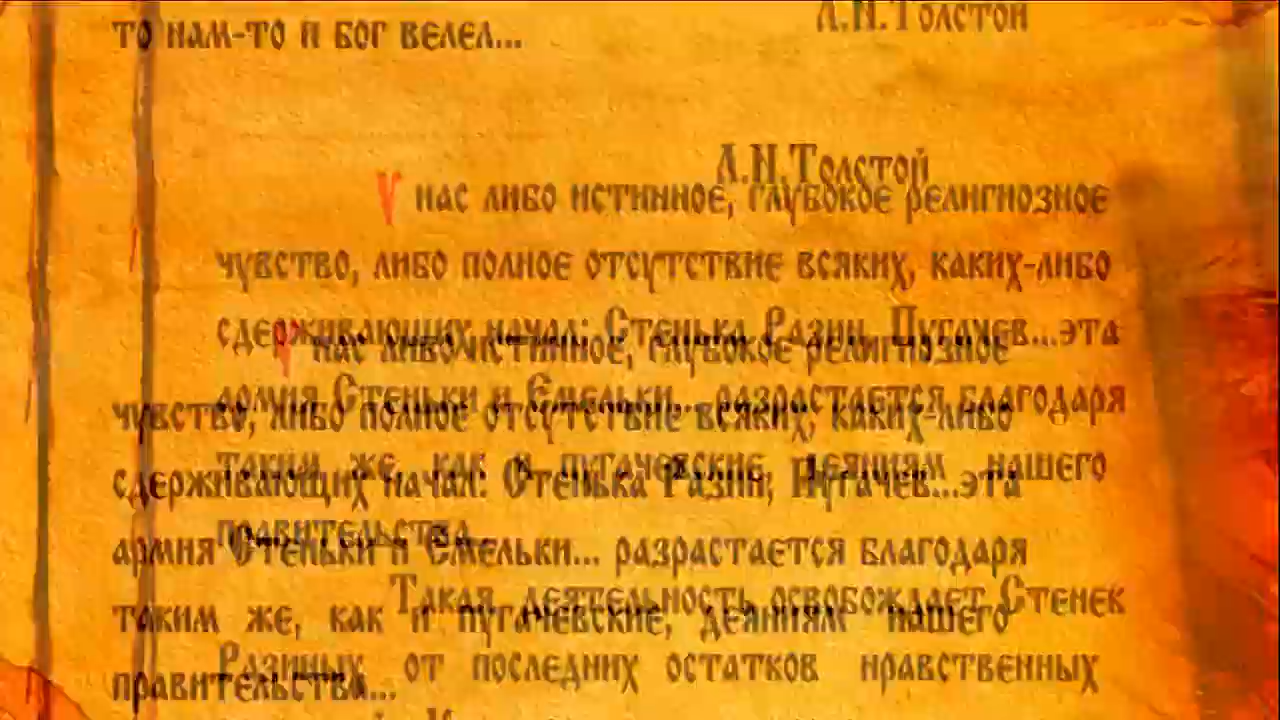 Л.Н.Толстой
то нам-то и бог велел...
Л.Н.Толстой
У нас либо истинное, глубокое религиозное
чувство, либо полное отсутствие всяких, каких-либо
сдерживающих начал: Стенька Разин, Пугачев...эта
У нас либо истинное, глубокое религиозное
армия Стеньки и Емельки... разрастается благодаря
чувство, либо полное отсутствие всяких, каких-либо
таким же, как и пугачевские, деяниям нашего
сдерживающих начал: Стенька Разин, Пугачев...эта
правительства...
армия Стеньки и Емельки... разрастается благодаря
Такая деятельность освобождает Стенек
таким же, как и пугачевские, деяниям нашего
Разиных от последних остатков нравственных
правительства...